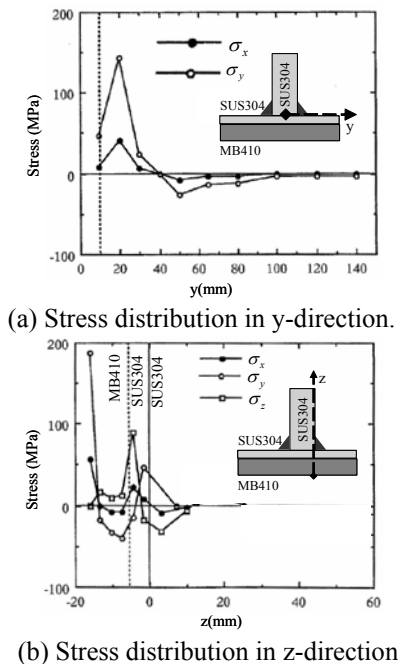 200
100
0
-100
Stress (MPa)
σx
σy
SUS304
SUS304
MB410
y
0 20 40 60 80 100 120 140
y(mm)
(a) Stress distribution in y-direction.
200
100
0
-100
Stress (MPa)
MB410
SUS304
SUS304
σx
σy
σz
z
SUS304
SUS304
MB410
-20 0 20 40 60
z(mm)
(b) Stress distribution in z-direction